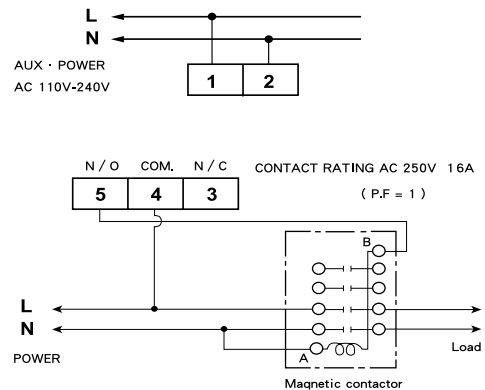 L
N
AUX · POWER
AC 110V-240V
1 2
N / O COM. N / C CONTACT RATING AC 250V 16A
5 4 3 ( P.F = 1 )
B
L
N
POWER
A
Load
Magnetic contactor